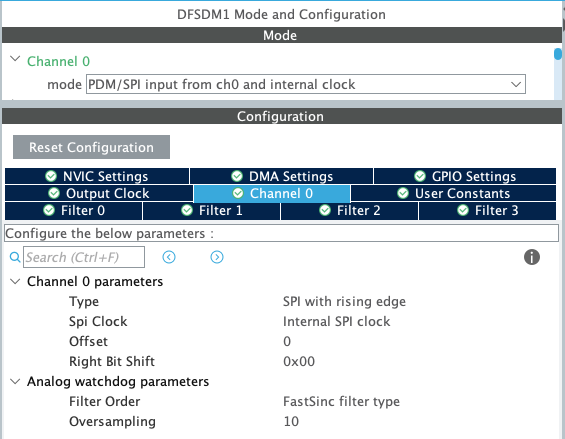 DFSDM1 Mode and Configuration
Mode
Channel 0
mode PDM/SPI input from ch0 and internal clock
Configuration
Reset Configuration
NVIC Settings DMA Settings GPIO Settings
Output Clock Channel 0 User Constants
Filter 0 Filter 1 Filter 2 Filter 3
Configure the below parameters :
Search (Ctrl+F)
Channel 0 parameters
Type SPI with rising edge
Spi Clock Internal SPI clock
Offset 0
Right Bit Shift 0x00
Analog watchdog parameters
Filter Order FastSinc filter type
Oversampling 10